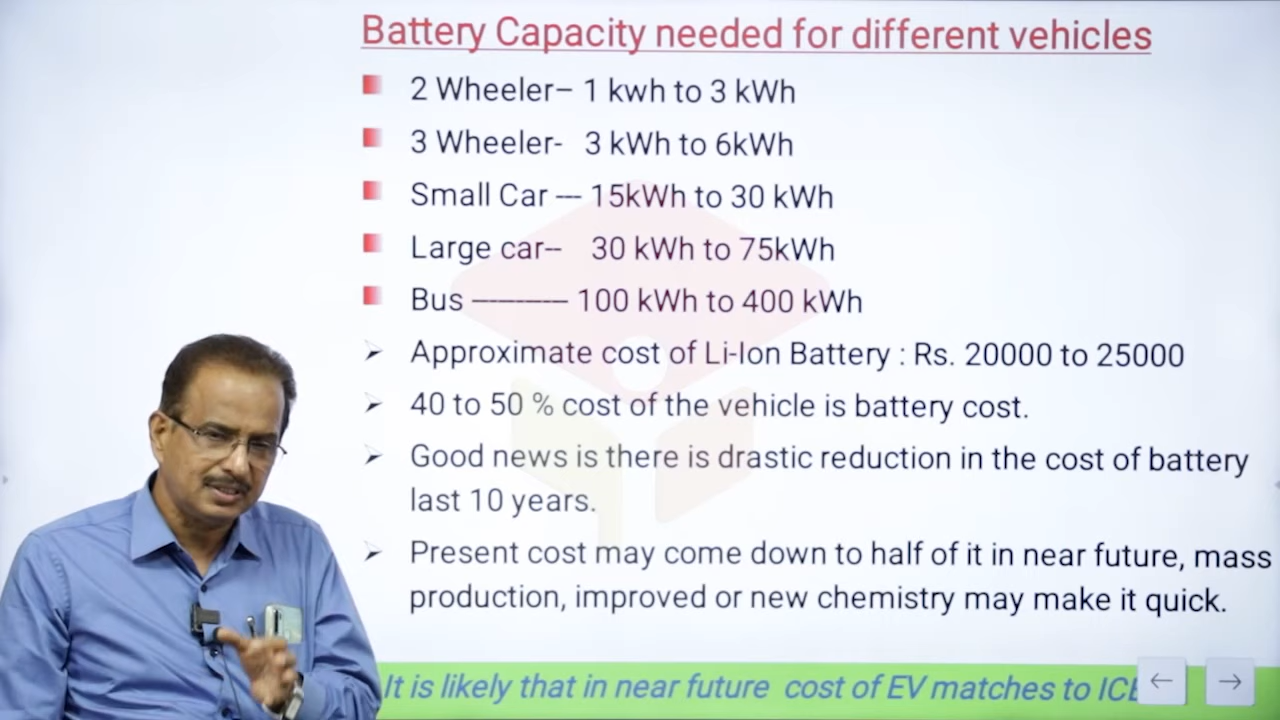 Battery Capacity needed for different vehicles
2 Wheeler– 1 kwh to 3 kWh
3 Wheeler- 3 kWh to 6kWh
Small Car --- 15kWh to 30 kWh
Large car-- 30 kWh to 75kWh
Bus ---------------- 100 kWh to 400 kWh
Approximate cost of Li-Ion Battery : Rs. 20000 to 25000
40 to 50 % cost of the vehicle is battery cost.
Good news is there is drastic reduction in the cost of battery
last 10 years.
Present cost may come down to half of it in near future, mass
production, improved or new chemistry may make it quick.
It is likely that in near future cost of EV matches to ICE